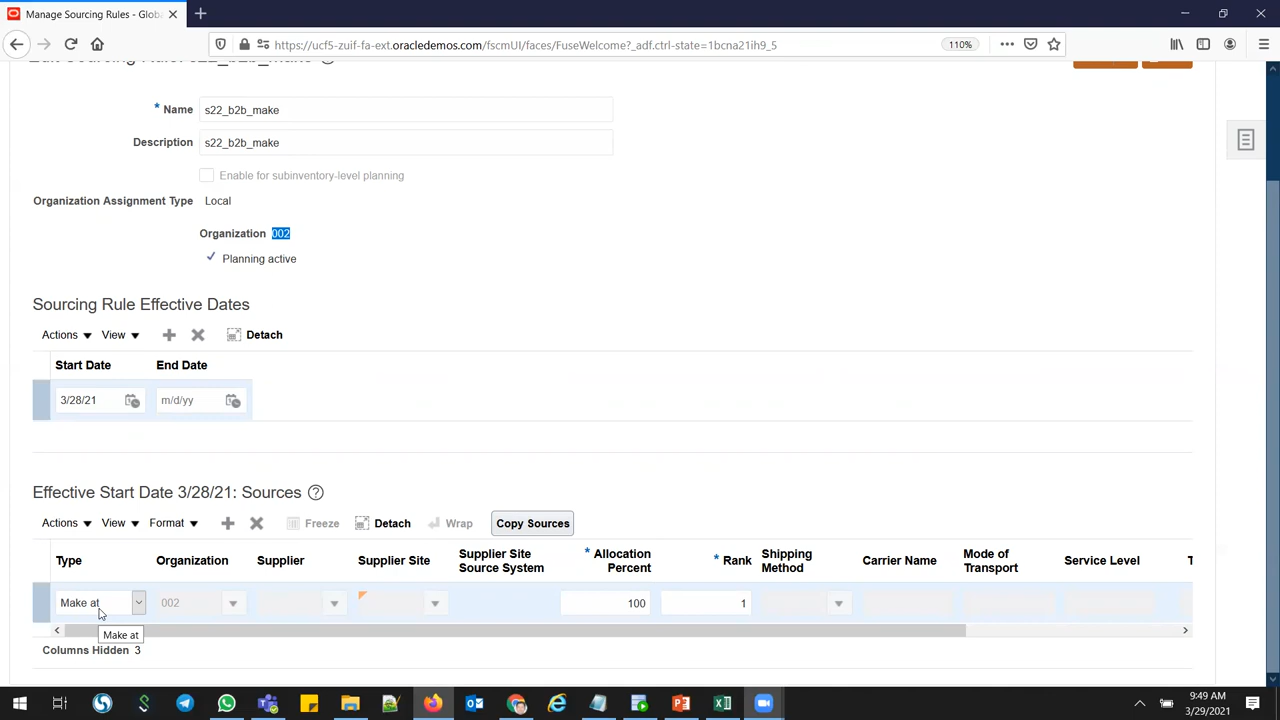 Manage Sourcing Rules - Globa
https://ucf5-zuif-fa-ext.oracledemos.com/fscmUI/faces/FuseWelcome?_adf.ctrl-state=1bcna21ih9_5
110%
Edit Sourcing Rule: s22_b2b_make
* Name s22_b2b_make
Description s22_b2b_make
Enable for subinventory-level planning
Organization Assignment Type Local
Organization 002
Planning active
Sourcing Rule Effective Dates
Actions View Detach
Start Date End Date
3/28/21 m/d/yy
Effective Start Date 3/28/21: Sources
Actions View Format Freeze Detach Wrap Copy Sources
Type Organization Supplier Supplier Site Supplier Site Source System * Allocation Percent * Rank Shipping Method Carrier Name Mode of Transport Service Level T
Make at 002 100 1
Make at
Columns Hidden 3
9:49 AM
3/29/2021